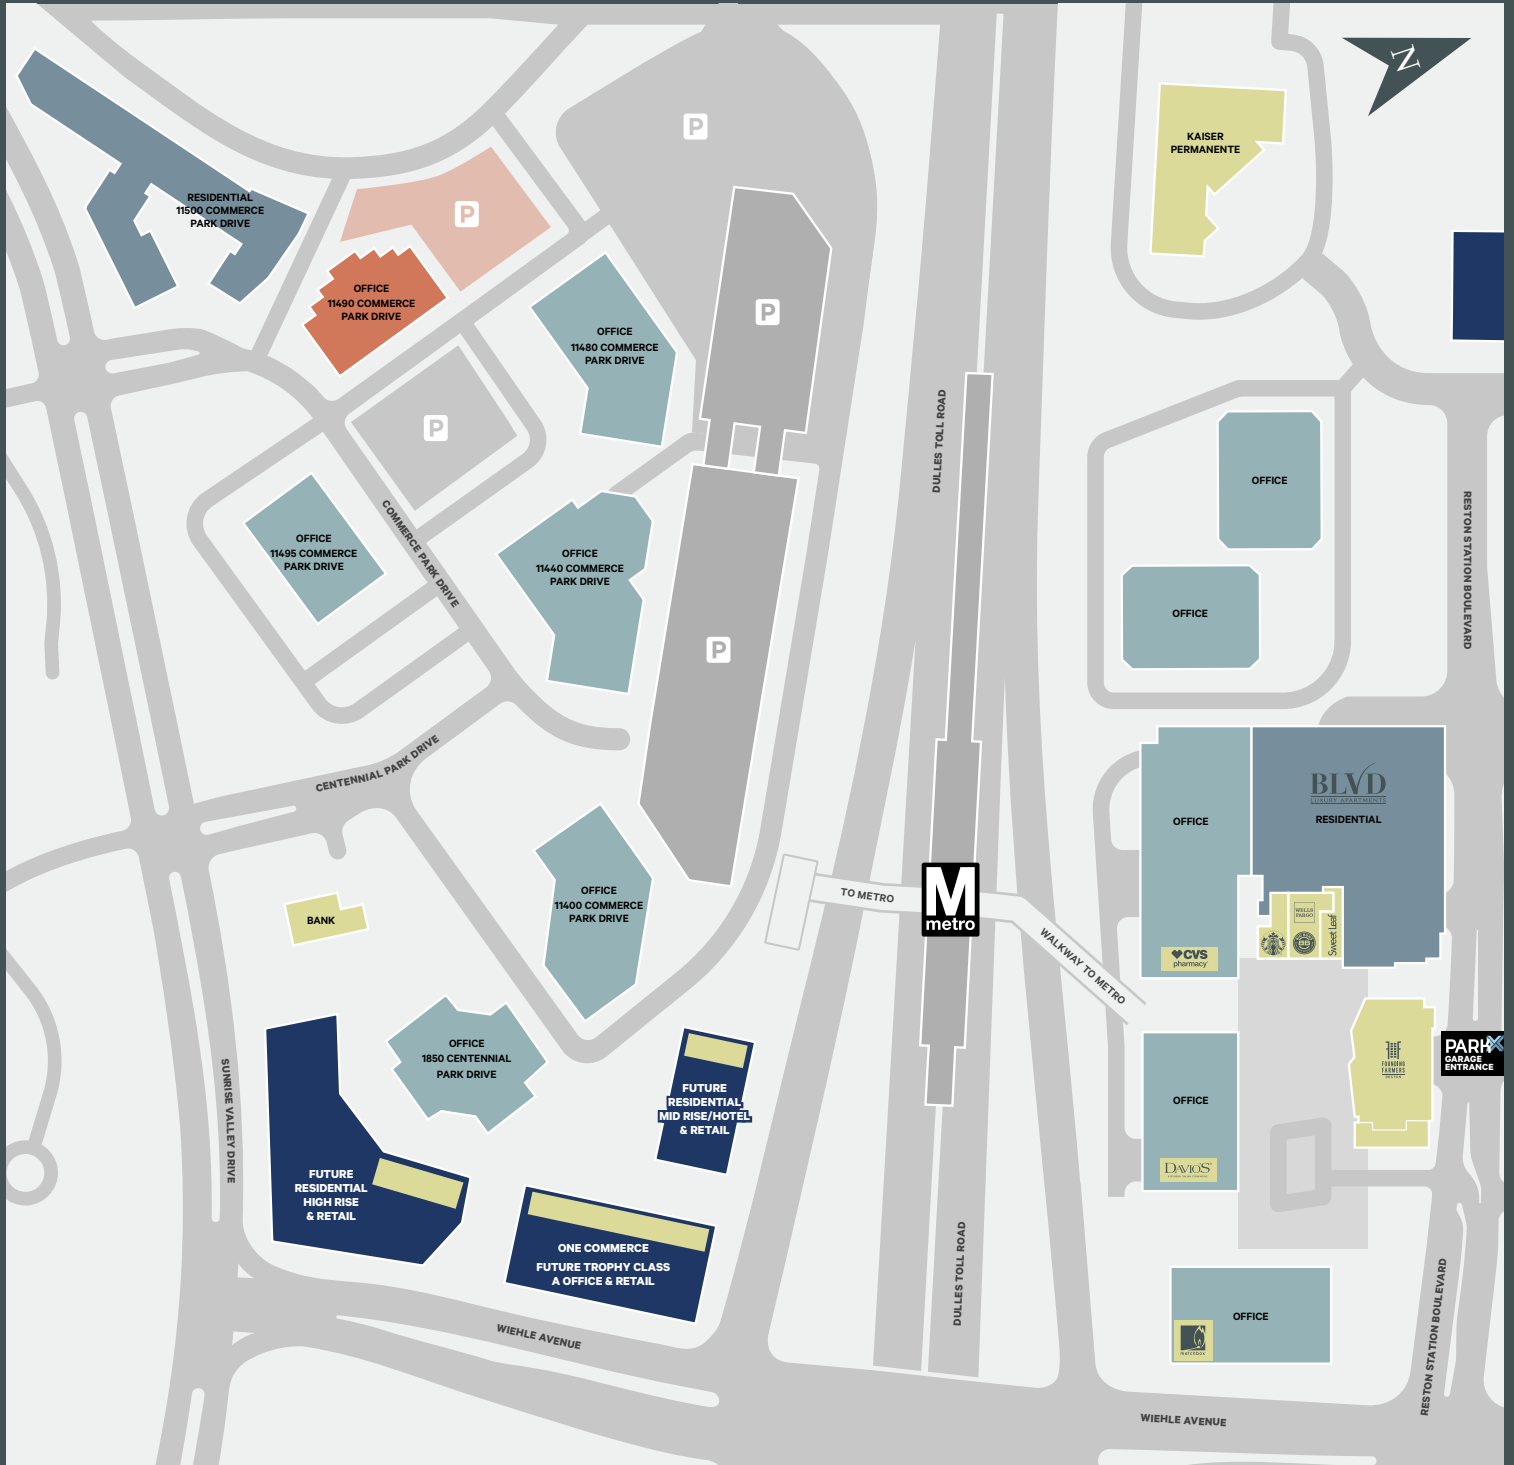 N
P
KAISER
PERMANENTE
RESIDENTIAL
11500 COMMERCE
PARK DRIVE
P
OFFICE
11490 COMMERCE
PARK DRIVE
P
OFFICE
11480 COMMERCE
PARK DRIVE
P
DULLES TOLL ROAD
OFFICE
RESTON STATION BOULEVARD
COMMERCE PARK DRIVE
OFFICE
11495 COMMERCE
PARK DRIVE
OFFICE
11440 COMMERCE
PARK DRIVE
OFFICE
P
CENTENNIAL PARK DRIVE
BLVD
LUXURY APARTMENTS
RESIDENTIAL
OFFICE
OFFICE
11400 COMMERCE
PARK DRIVE
TO METRO
M
metro
WALKWAY TO METRO
BANK
WELLS
FARGO
Sweet Leaf
CVS
pharmacy
OFFICE
1850 CENTENNIAL
PARK DRIVE
FOUNDING
FARMERS
PARK X
GARAGE
ENTRANCE
SUNRISE VALLEY DRIVE
FUTURE
RESIDENTIAL
MID RISE/HOTEL
& RETAIL
OFFICE
DAVIO'S
FUTURE
RESIDENTIAL
HIGH RISE
& RETAIL
ONE COMMERCE
FUTURE TROPHY CLASS
A OFFICE & RETAIL
DULLES TOLL ROAD
OFFICE
matchbox
RESTON STATION BOULEVARD
WIEHLE AVENUE
WIEHLE AVENUE